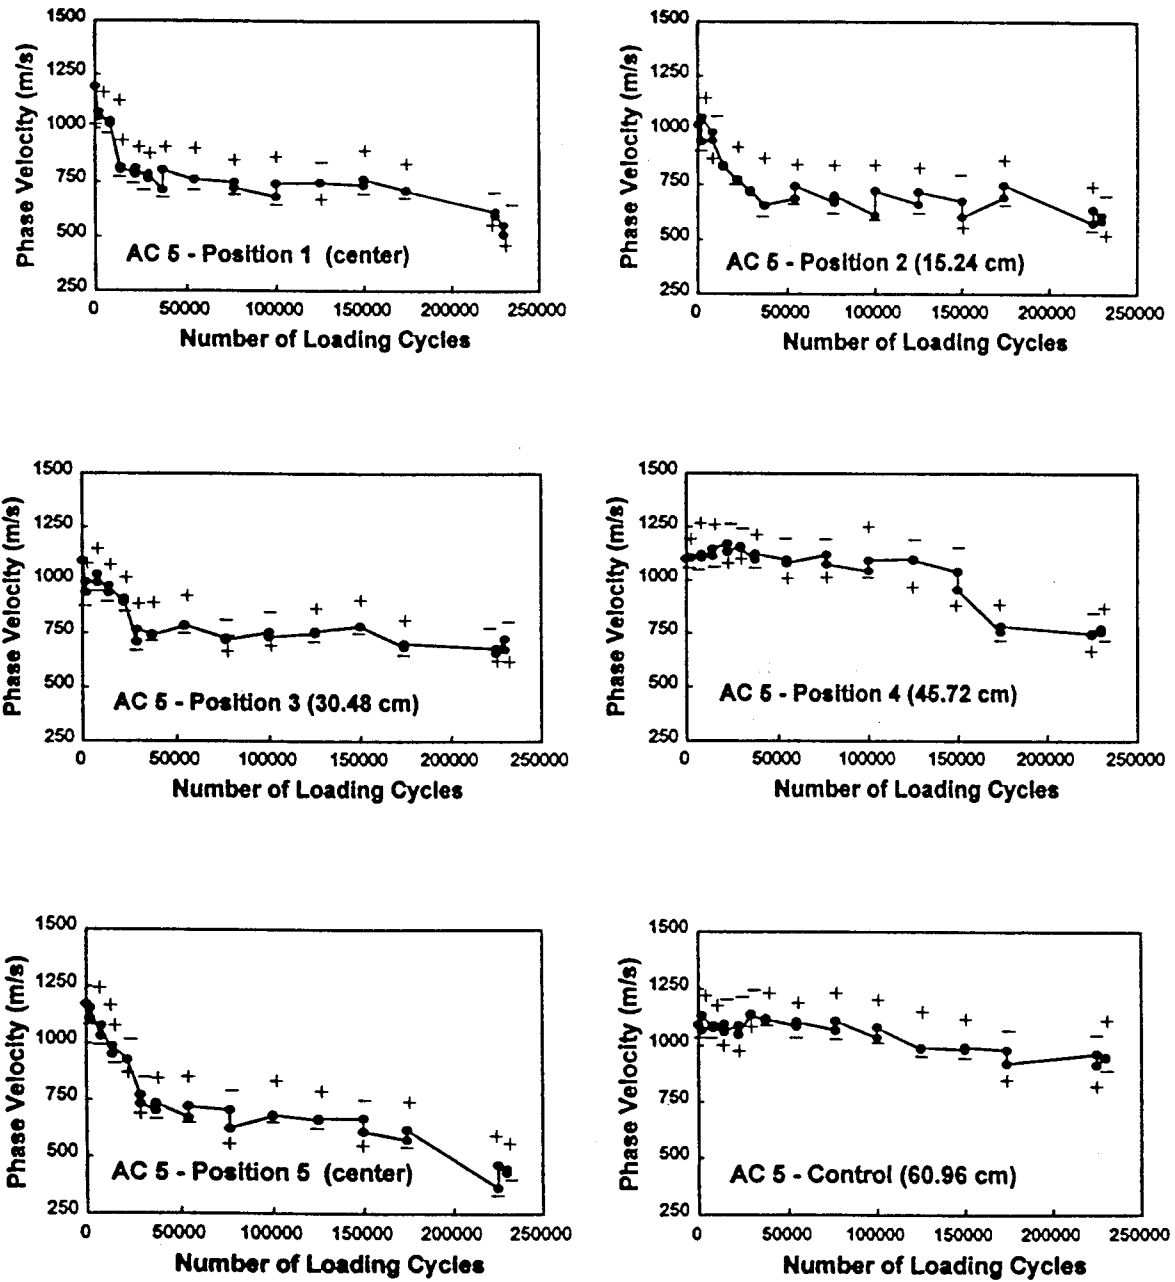 1500
1250
1000
750
500
250
Phase Velocity (m/s)
AC 5 - Position 1 (center)
0 50000 100000 150000 200000 250000
Number of Loading Cycles
1500
1250
1000
750
500
250
Phase Velocity (m/s)
AC 5 - Position 2 (15.24 cm)
0 50000 100000 150000 200000 250000
Number of Loading Cycles
1500
1250
1000
750
500
250
Phase Velocity (m/s)
AC 5 - Position 3 (30.48 cm)
0 50000 100000 150000 200000 250000
Number of Loading Cycles
1500
1250
1000
750
500
250
Phase Velocity (m/s)
AC 5 - Position 4 (45.72 cm)
0 50000 100000 150000 200000 250000
Number of Loading Cycles
1500
1250
1000
750
500
250
Phase Velocity (m/s)
AC 5 - Position 5 (center)
0 50000 100000 150000 200000 250000
Number of Loading Cycles
1500
1250
1000
750
500
250
Phase Velocity (m/s)
AC 5 - Control (60.96 cm)
0 50000 100000 150000 200000 250000
Number of Loading Cycles